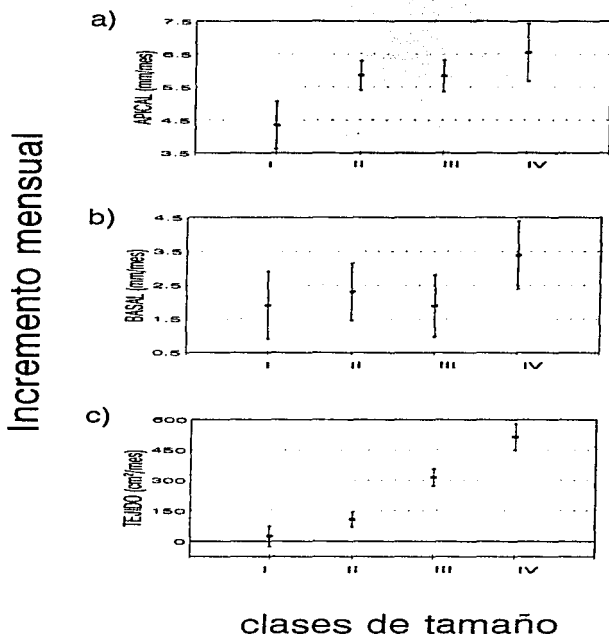 Incremento mensual
a)
APICAL (mm/mes)
7.5
6.5
5.5
4.5
3.5
I II III IV
b)
BASAL (mm/mes)
4.5
3.5
2.5
1.5
0.5
I II III IV
c)
TEJIDO (cm²/mes)
600
450
300
150
0
I II III IV
clases de tamaño